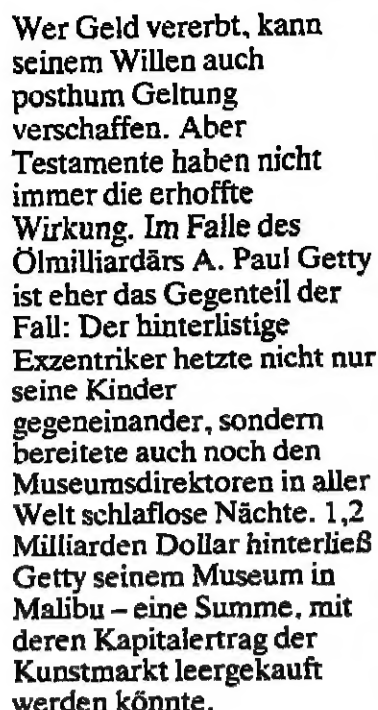 Wer Geld vererbt, kann
seinem Willen auch
posthum Geltung
verschaffen. Aber
Testamente haben nicht
immer die erhoffte
Wirkung. Im Falle des
Ölmilliardärs A. Paul Getty
ist eher das Gegenteil der
Fall: Der hinterlistige
Exzentriker hetzte nicht nur
seine Kinder
gegeneinander, sondern
bereitete auch noch den
Museumsdirektoren in aller
Welt schlaflose Nächte. 1,2
Milliarden Dollar hinterließ
Getty seinem Museum in
Malibu – eine Summe, mit
deren Kapitalertrag der
Kunstmarkt leergekauft
werden könnte.